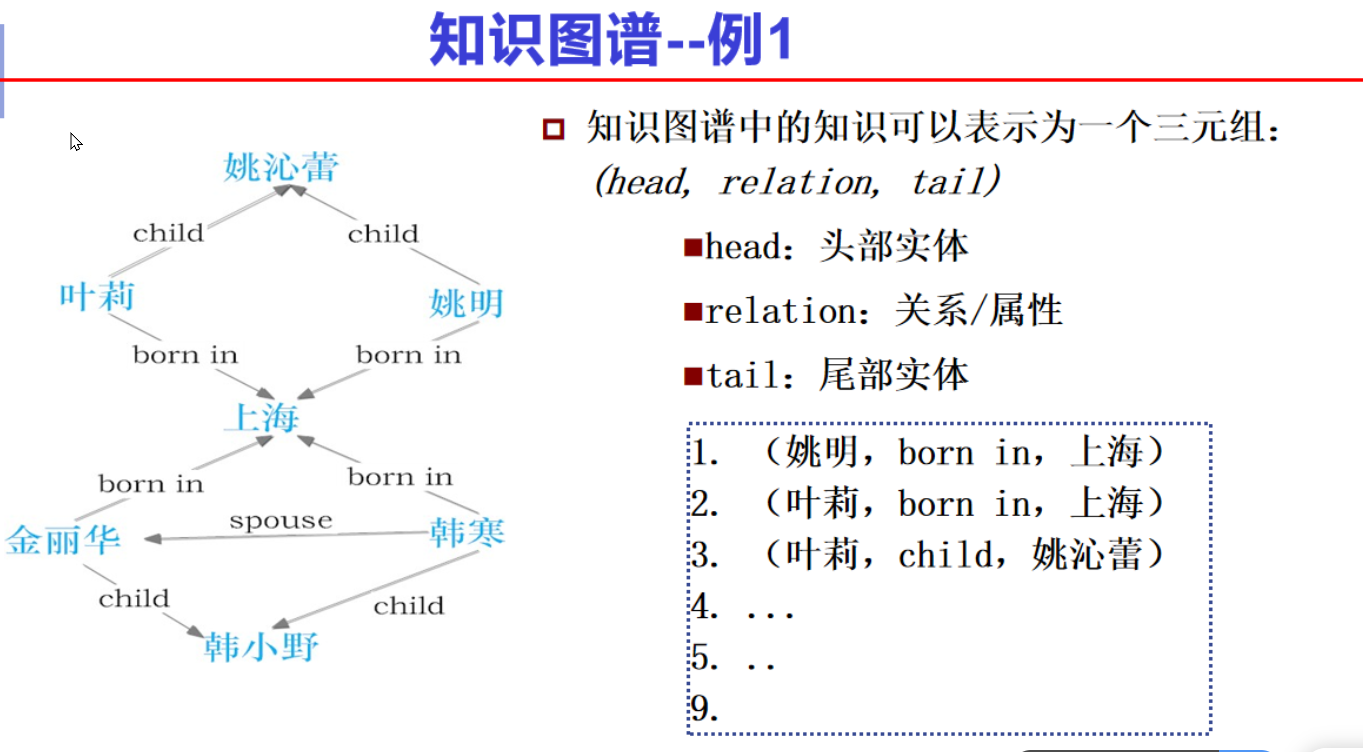 知识图谱--例1
姚沁蕾
child
child
叶莉
姚明
born in
born in
上海
born in
born in
金丽华
spouse
韩寒
child
child
韩小野
知识图谱中的知识可以表示为一个三元组：
(head, relation, tail)
head：头部实体
relation：关系/属性
tail：尾部实体
1. （姚明，born in，上海）
2. （叶莉，born in，上海）
3. （叶莉，child，姚沁蕾）
4. ...
5. ..
9.